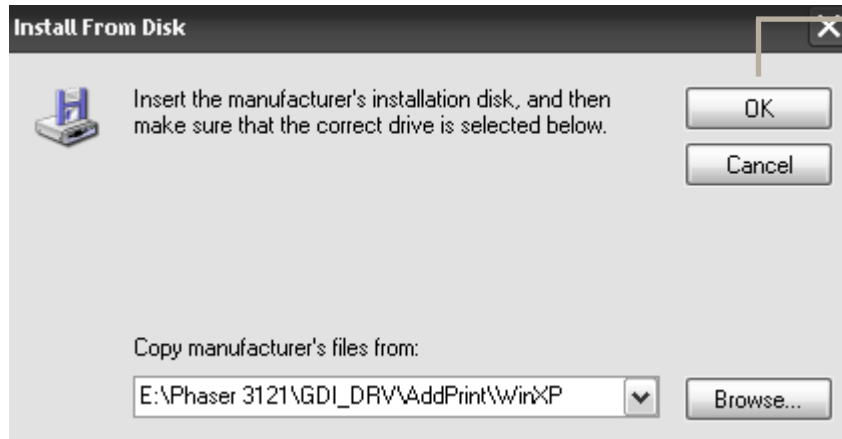 Install From Disk
Insert the manufacturer's installation disk, and then
make sure that the correct drive is selected below.
OK
Cancel
Copy manufacturer's files from:
E:\Phaser 3121\GDI_DRV\AddPrint\WinXP
Browse...